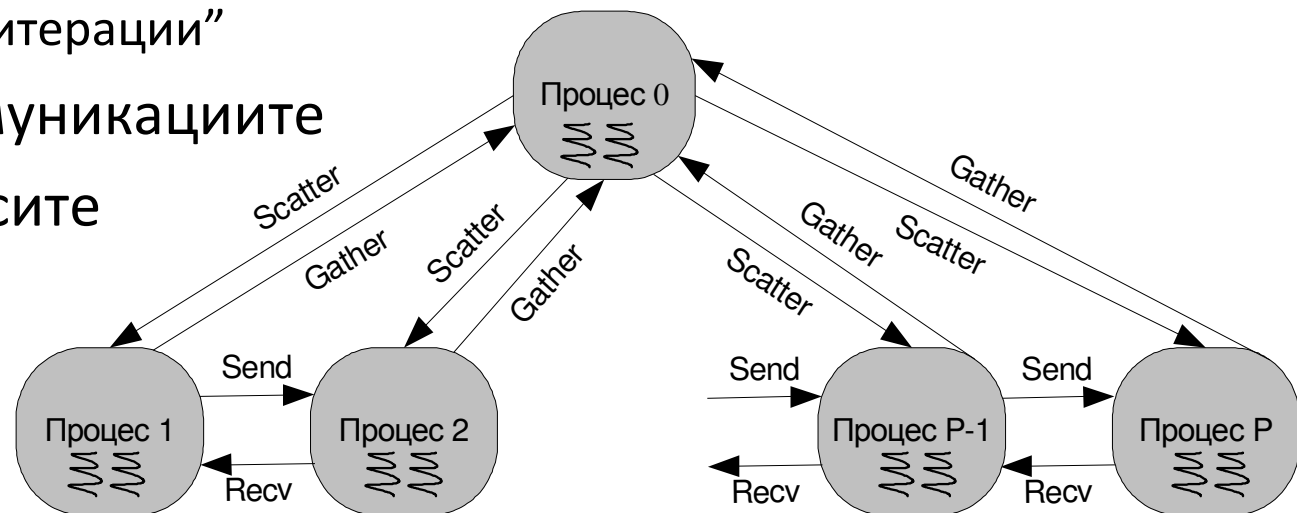 итерации”
муникациите
сите
Процес 0
Scatter
Gather
Scatter
Gather
Gather
Scatter
Gather
Scatter
Процес 1
Send
Recv
Процес 2
Send
Recv
Процес P-1
Send
Recv
Процес P